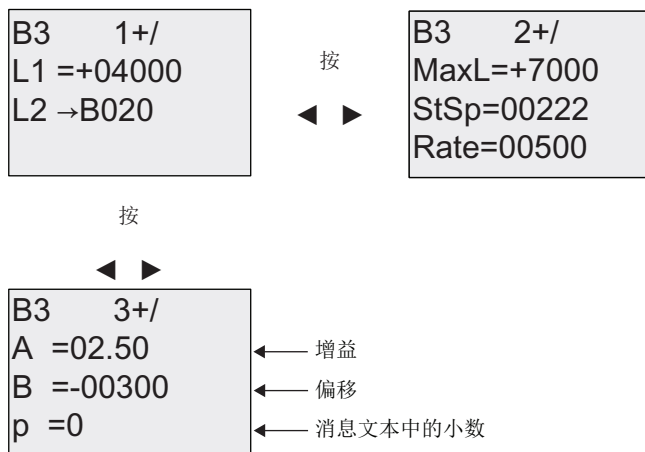 B3 1+/
L1 =+04000
L2 →B020
按
◄ ►
B3 2+/
MaxL=+7000
StSp=00222
Rate=00500
按
◄ ►
B3 3+/
A =02.50
B =-00300
p =0
增益
偏移
消息文本中的小数